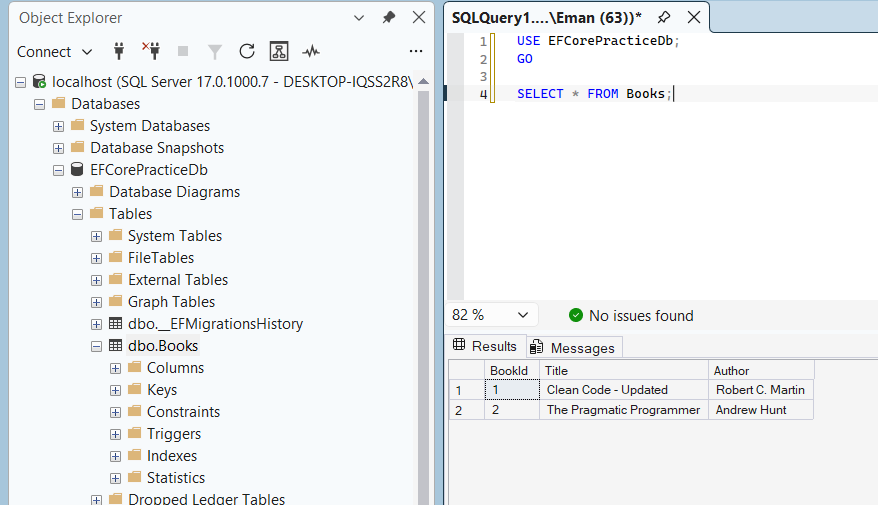 Object Explorer
Connect
localhost (SQL Server 17.0.1000.7 - DESKTOP-IQSS2R8\
Databases
System Databases
Database Snapshots
EFCorePracticeDb
Database Diagrams
Tables
System Tables
FileTables
External Tables
Graph Tables
dbo.__EFMigrationsHistory
dbo.Books
Columns
Keys
Constraints
Triggers
Indexes
Statistics
Dropped Ledger Tables
SQLQuery1....\Eman (63))*
1 USE EFCorePracticeDb;
2 GO
3
4 SELECT * FROM Books;
82 % No issues found
Results Messages
BookId Title Author
1 1 Clean Code - Updated Robert C. Martin
2 2 The Pragmatic Programmer Andrew Hunt